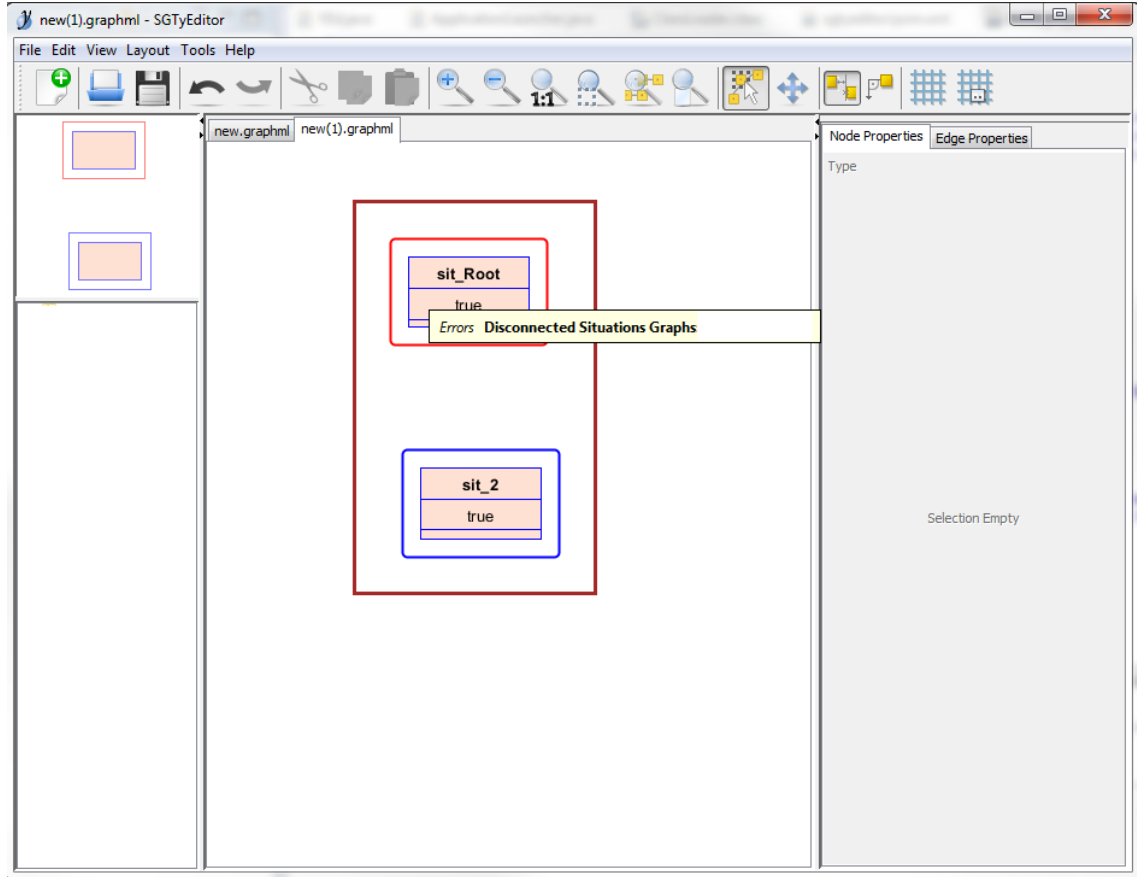 new(1).graphml - SGTyEditor
File Edit View Layout Tools Help
1:1
new.graphml new(1).graphml
Node Properties Edge Properties
Type
sit_Root
true
Errors Disconnected Situations Graphs
sit_2
true
Selection Empty